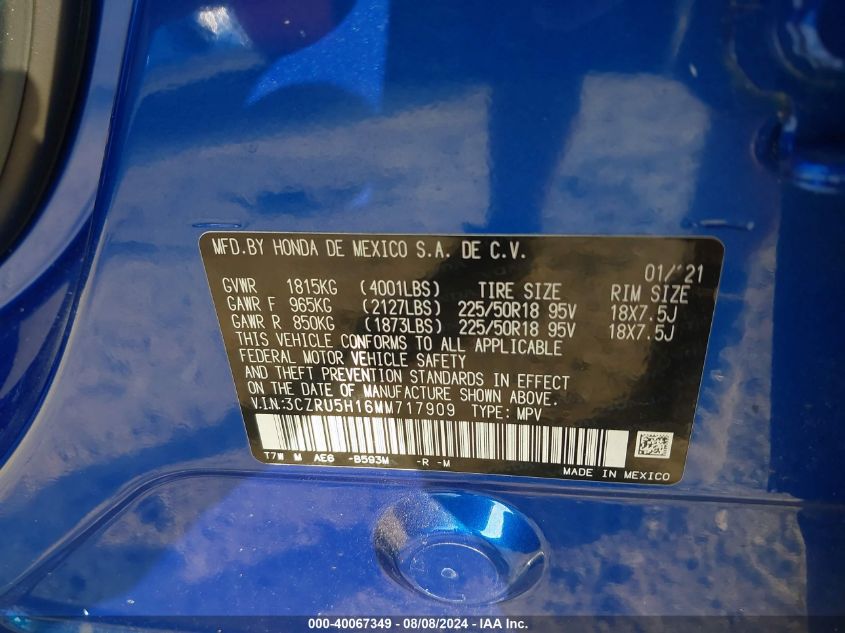 MFD.BY HONDA DE MEXICO S.A. DE C.V.
01/'21
GVWR 1815KG (4001LBS) TIRE SIZE RIM SIZE
GAWR F 965KG (2127LBS) 225/50R18 95V 18X7.5J
GAWR R 850KG (1873LBS) 225/50R18 95V 18X7.5J
THIS VEHICLE CONFORMS TO ALL APPLICABLE
FEDERAL MOTOR VEHICLE SAFETY
AND THEFT PREVENTION STANDARDS IN EFFECT
ON THE DATE OF MANUFACTURE SHOWN ABOVE.
V.I.N:3CZRU5H16MM717909 TYPE: MPV
T7W M AE6 -B593M -R -M
MADE IN MEXICO
000-40067349 - 08/08/2024 - IAA Inc.